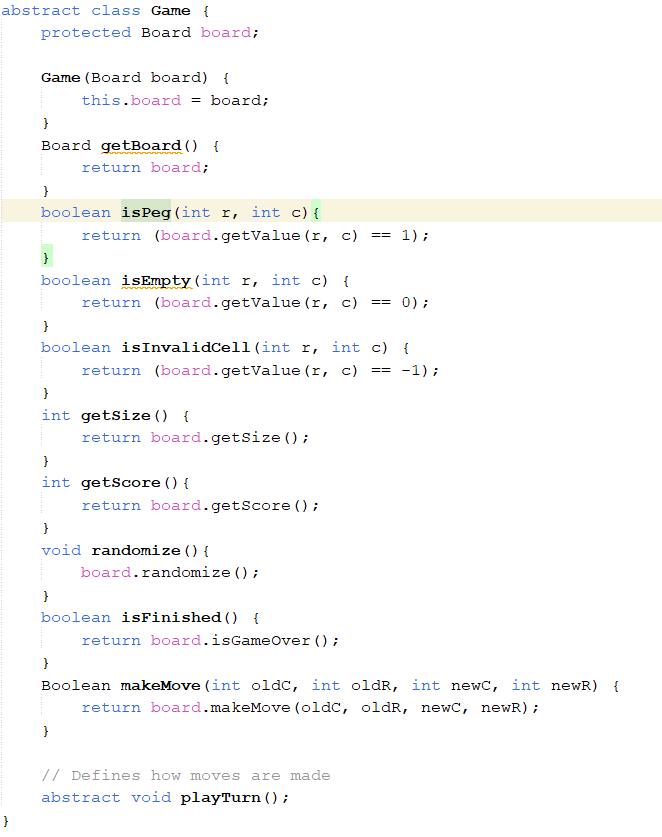 abstract class Game {
    protected Board board;

    Game(Board board) {
        this.board = board;
    }
    Board getBoard() {
        return board;
    }
    boolean isPeg(int r, int c){
        return (board.getValue(r, c) == 1);
    }
    boolean isEmpty(int r, int c) {
        return (board.getValue(r, c) == 0);
    }
    boolean isInvalidCell(int r, int c) {
        return (board.getValue(r, c) == -1);
    }
    int getSize() {
        return board.getSize();
    }
    int getScore(){
        return board.getScore();
    }
    void randomize(){
        board.randomize();
    }
    boolean isFinished() {
        return board.isGameOver();
    }
    Boolean makeMove(int oldC, int oldR, int newC, int newR) {
        return board.makeMove(oldC, oldR, newC, newR);
    }

    // Defines how moves are made
    abstract void playTurn();
}